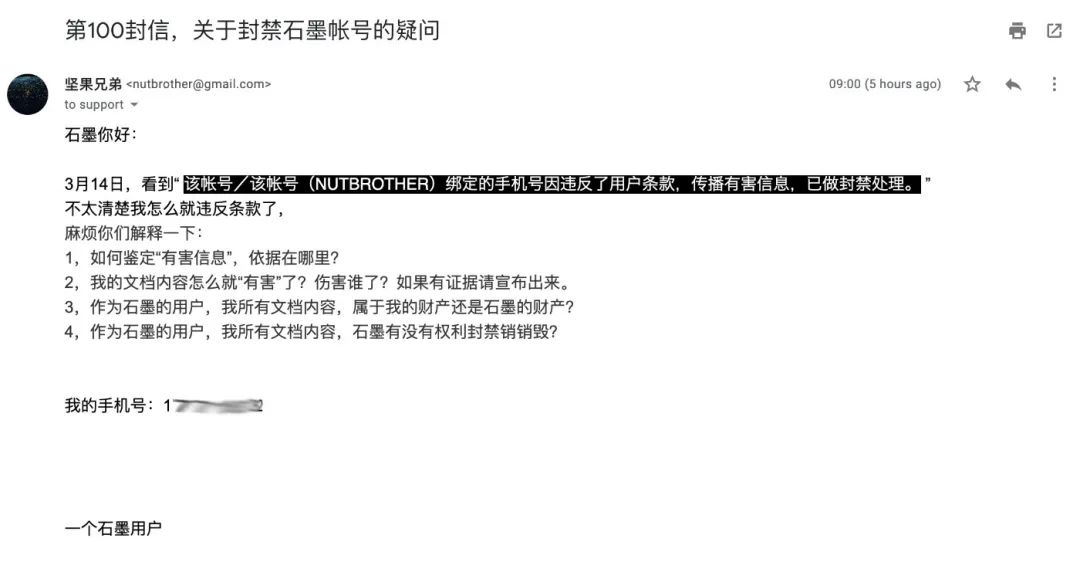 第100封信，关于封禁石墨帐号的疑问
坚果兄弟 <nutbrother@gmail.com>
09:00 (5 hours ago)
to support
石墨你好：
3月14日，看到“ 该帐号／该帐号（NUTBROTHER）绑定的手机号因违反了用户条款，传播有害信息，已做封禁处理。 ”
不太清楚我怎么就违反条款了，
麻烦你们解释一下：
1，如何鉴定“有害信息”，依据在哪里？
2，我的文档内容怎么就“有害”了？伤害谁了？如果有证据请宣布出来。
3，作为石墨的用户，我所有文档内容，属于我的财产还是石墨的财产？
4，作为石墨的用户，我所有文档内容，石墨有没有权利封禁销销毁？
我的手机号：1
一个石墨用户